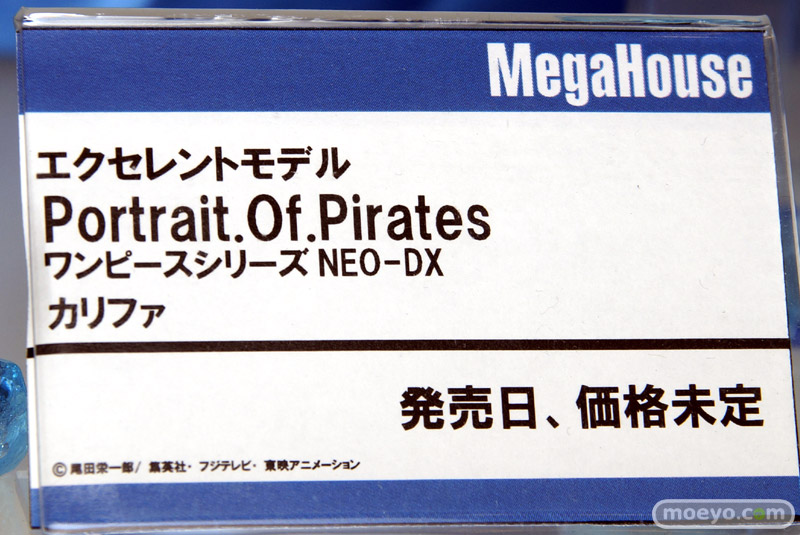 MegaHouse
エクセレントモデル
Portrait.Of.Pirates
ワンピースシリーズ NEO-DX
カリファ
発売日、価格未定
©尾田栄一郎/ 集英社・ フジテレビ・ 東映アニメーション
moeyo.com